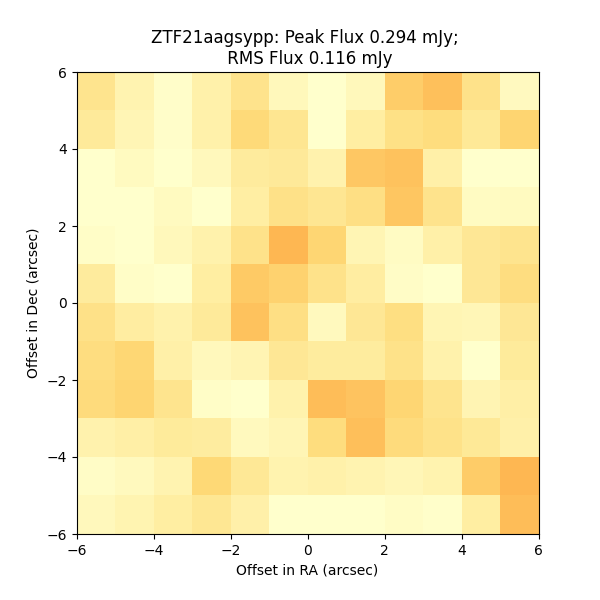 ZTF21aagsypp: Peak Flux 0.294 mJy;
RMS Flux 0.116 mJy
6
4
2
0
−2
−4
−6
Offset in Dec (arcsec)
−6 −4 −2 0 2 4 6
Offset in RA (arcsec)